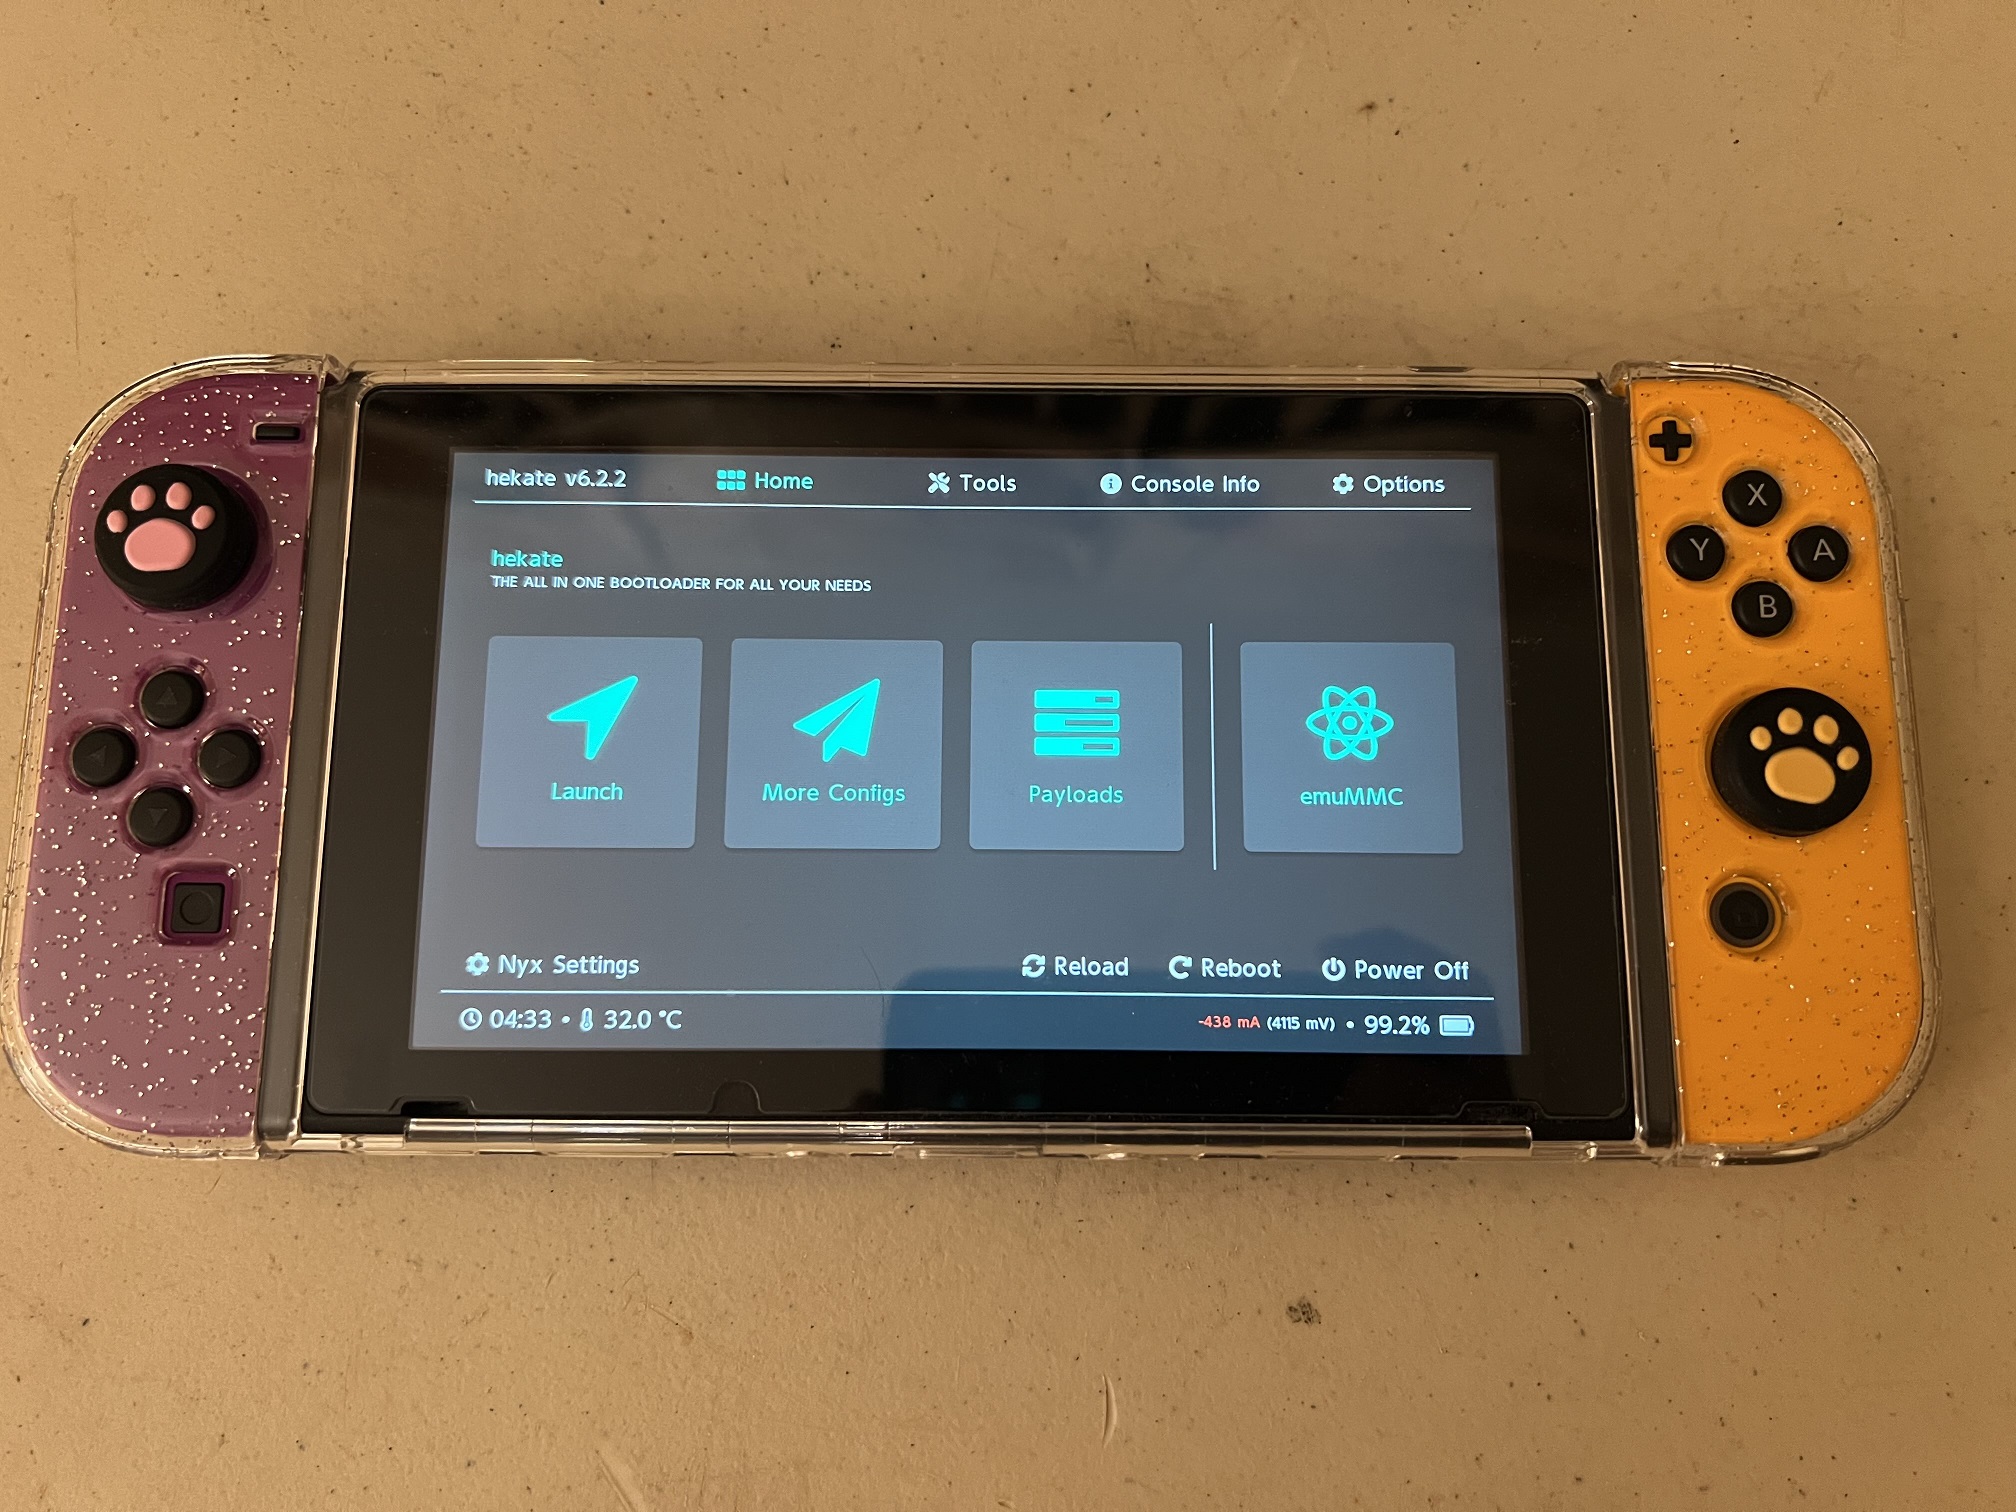 hekate v6.2.2 Home Tools Console Info Options
hekate
THE ALL IN ONE BOOTLOADER FOR ALL YOUR NEEDS
Launch More Configs Payloads emuMMC
Nyx Settings Reload Reboot Power Off
04:33 • 32.0 °C -438 mA (4115 mV) • 99.2%
X
Y A
B